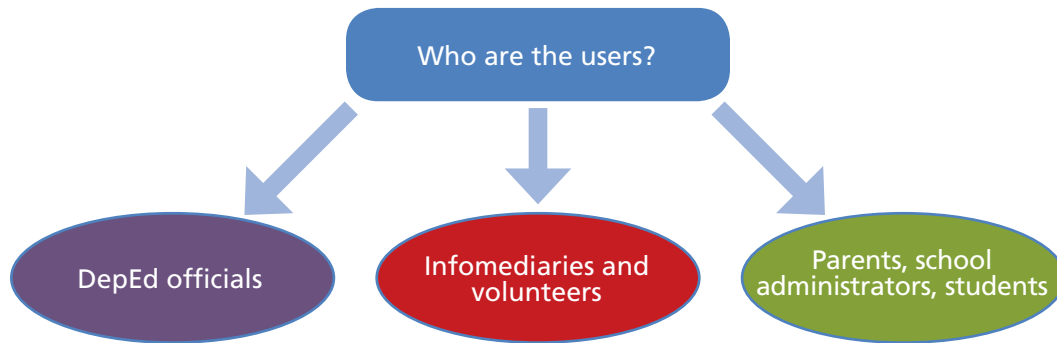 Who are the users?
DepEd officials
Infomediaries and
volunteers
Parents, school
administrators, students